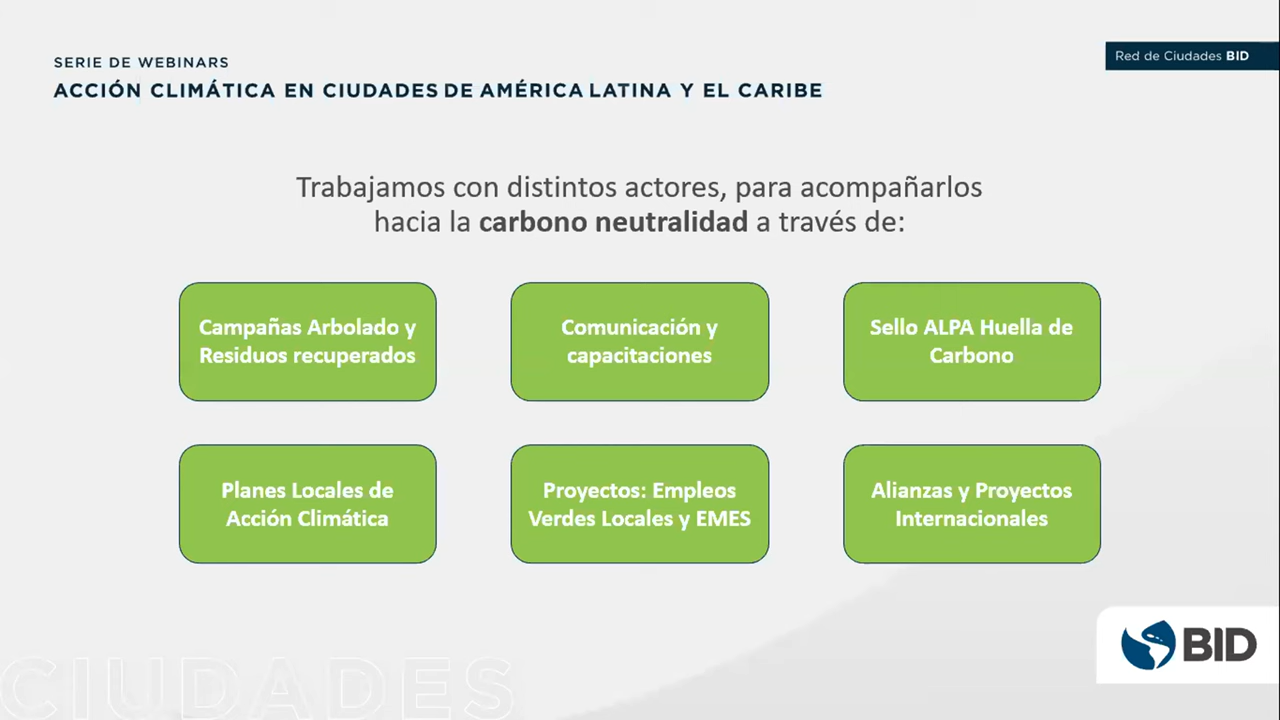 SERIE DE WEBINARS
ACCIÓN CLIMÁTICA EN CIUDADES DE AMÉRICA LATINA Y EL CARIBE
Red de Ciudades BID
Trabajamos con distintos actores, para acompañarlos
hacia la carbono neutralidad a través de:
Campañas Arbolado y
Residuos recuperados
Comunicación y
capacitaciones
Sello ALPA Huella de
Carbono
Planes Locales de
Acción Climática
Proyectos: Empleos
Verdes Locales y EMES
Alianzas y Proyectos
Internacionales
BID
CIUDADES